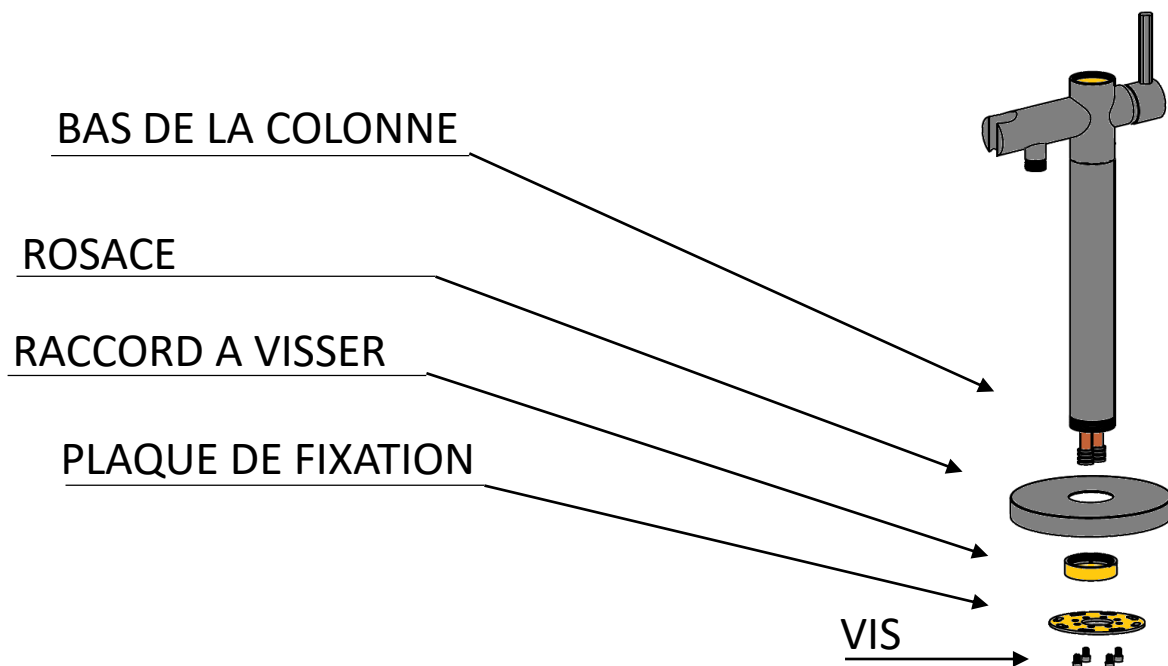 BAS DE LA COLONNE
ROSACE
RACCORD A VISSER
PLAQUE DE FIXATION
VIS